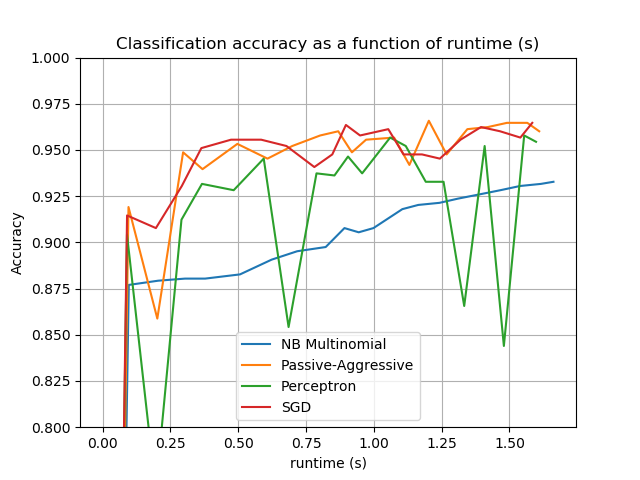 Classification accuracy as a function of runtime (s)
1.000
0.975
0.950
0.925
0.900
0.875
0.850
0.825
0.800
Accuracy
NB Multinomial
Passive-Aggressive
Perceptron
SGD
0.00 0.25 0.50 0.75 1.00 1.25 1.50
runtime (s)